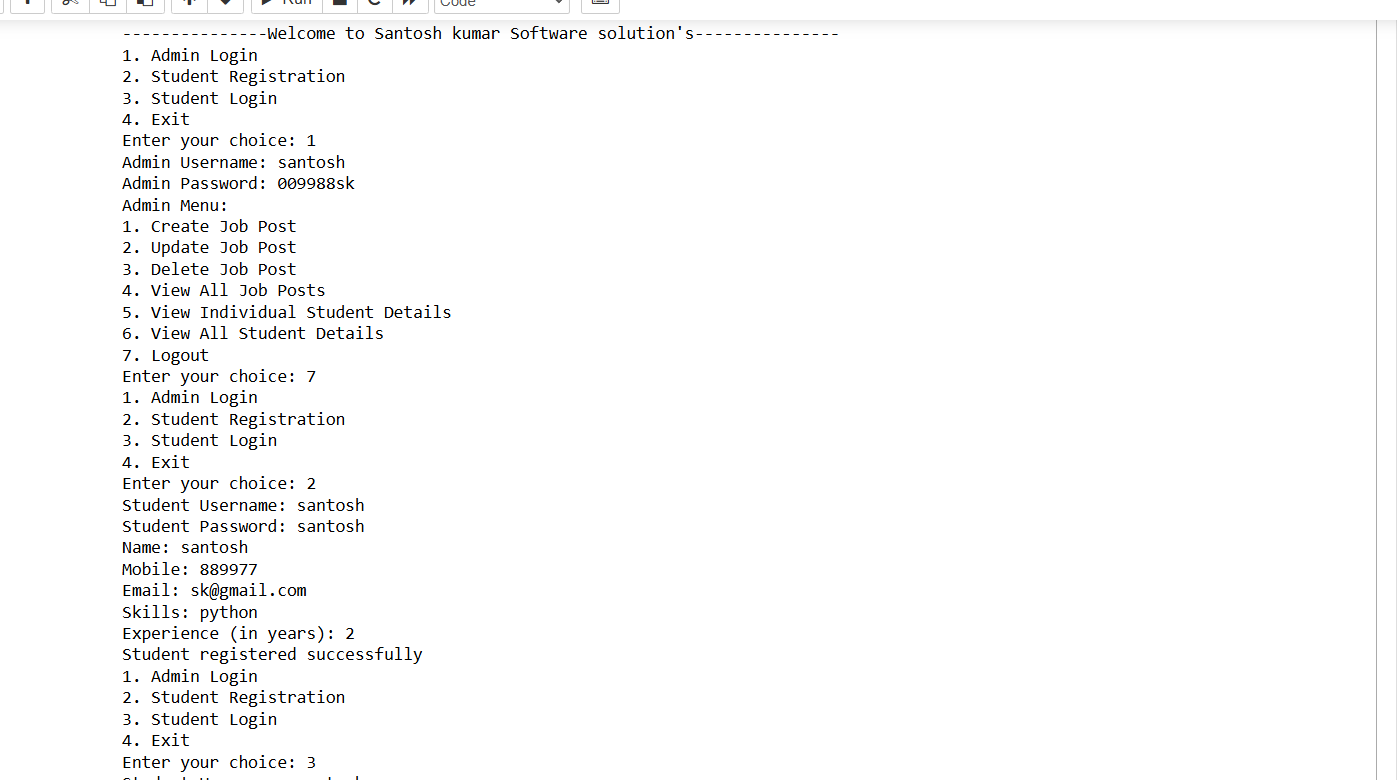 Run
Code
---------------Welcome to Santosh kumar Software solution's---------------
1. Admin Login
2. Student Registration
3. Student Login
4. Exit
Enter your choice: 1
Admin Username: santosh
Admin Password: 009988sk
Admin Menu:
1. Create Job Post
2. Update Job Post
3. Delete Job Post
4. View All Job Posts
5. View Individual Student Details
6. View All Student Details
7. Logout
Enter your choice: 7
1. Admin Login
2. Student Registration
3. Student Login
4. Exit
Enter your choice: 2
Student Username: santosh
Student Password: santosh
Name: santosh
Mobile: 889977
Email: sk@gmail.com
Skills: python
Experience (in years): 2
Student registered successfully
1. Admin Login
2. Student Registration
3. Student Login
4. Exit
Enter your choice: 3